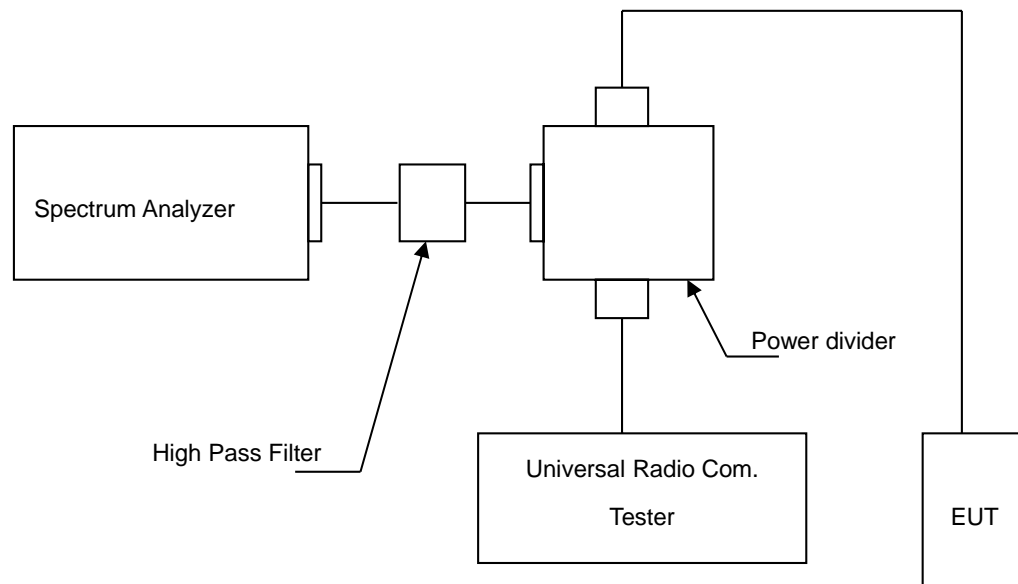 Spectrum Analyzer
Power divider
High Pass Filter
Universal Radio Com.
Tester
EUT